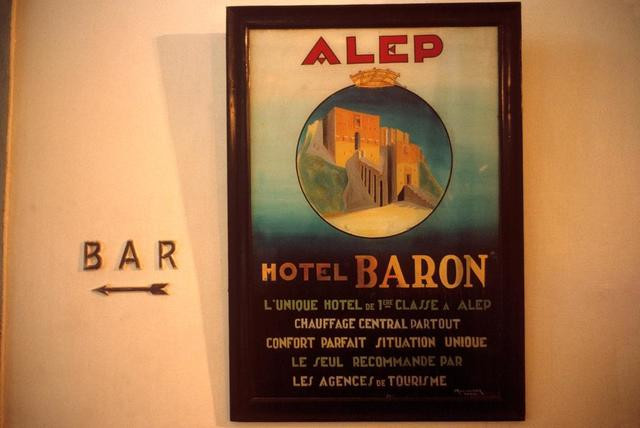 ALEP
BAR
HOTEL BARON
L'UNIQUE HOTEL DE 1ERE CLASSE A ALEP
CHAUFFAGE CENTRAL PARTOUT
CONFORT PARFAIT SITUATION UNIQUE
LE SEUL RECOMMANDE PAR
LES AGENCES DE TOURISME